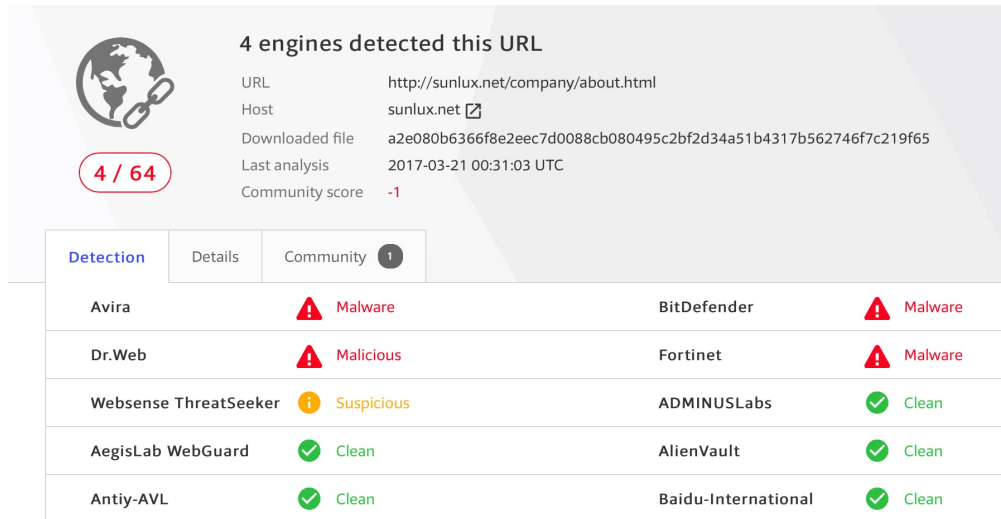 4 engines detected this URL
URL http://sunlux.net/company/about.html
Host sunlux.net
Downloaded file a2e080b6366f8e2eec7d0088cb080495c2bf2d34a51b4317b562746f7c219f65
Last analysis 2017-03-21 00:31:03 UTC
Community score -1
4 / 64
Detection Details Community 1
Avira Malware BitDefender Malware
Dr.Web Malicious Fortinet Malware
Websense ThreatSeeker Suspicious ADMINUSLabs Clean
AegisLab WebGuard Clean AlienVault Clean
Antiy-AVL Clean Baidu-International Clean